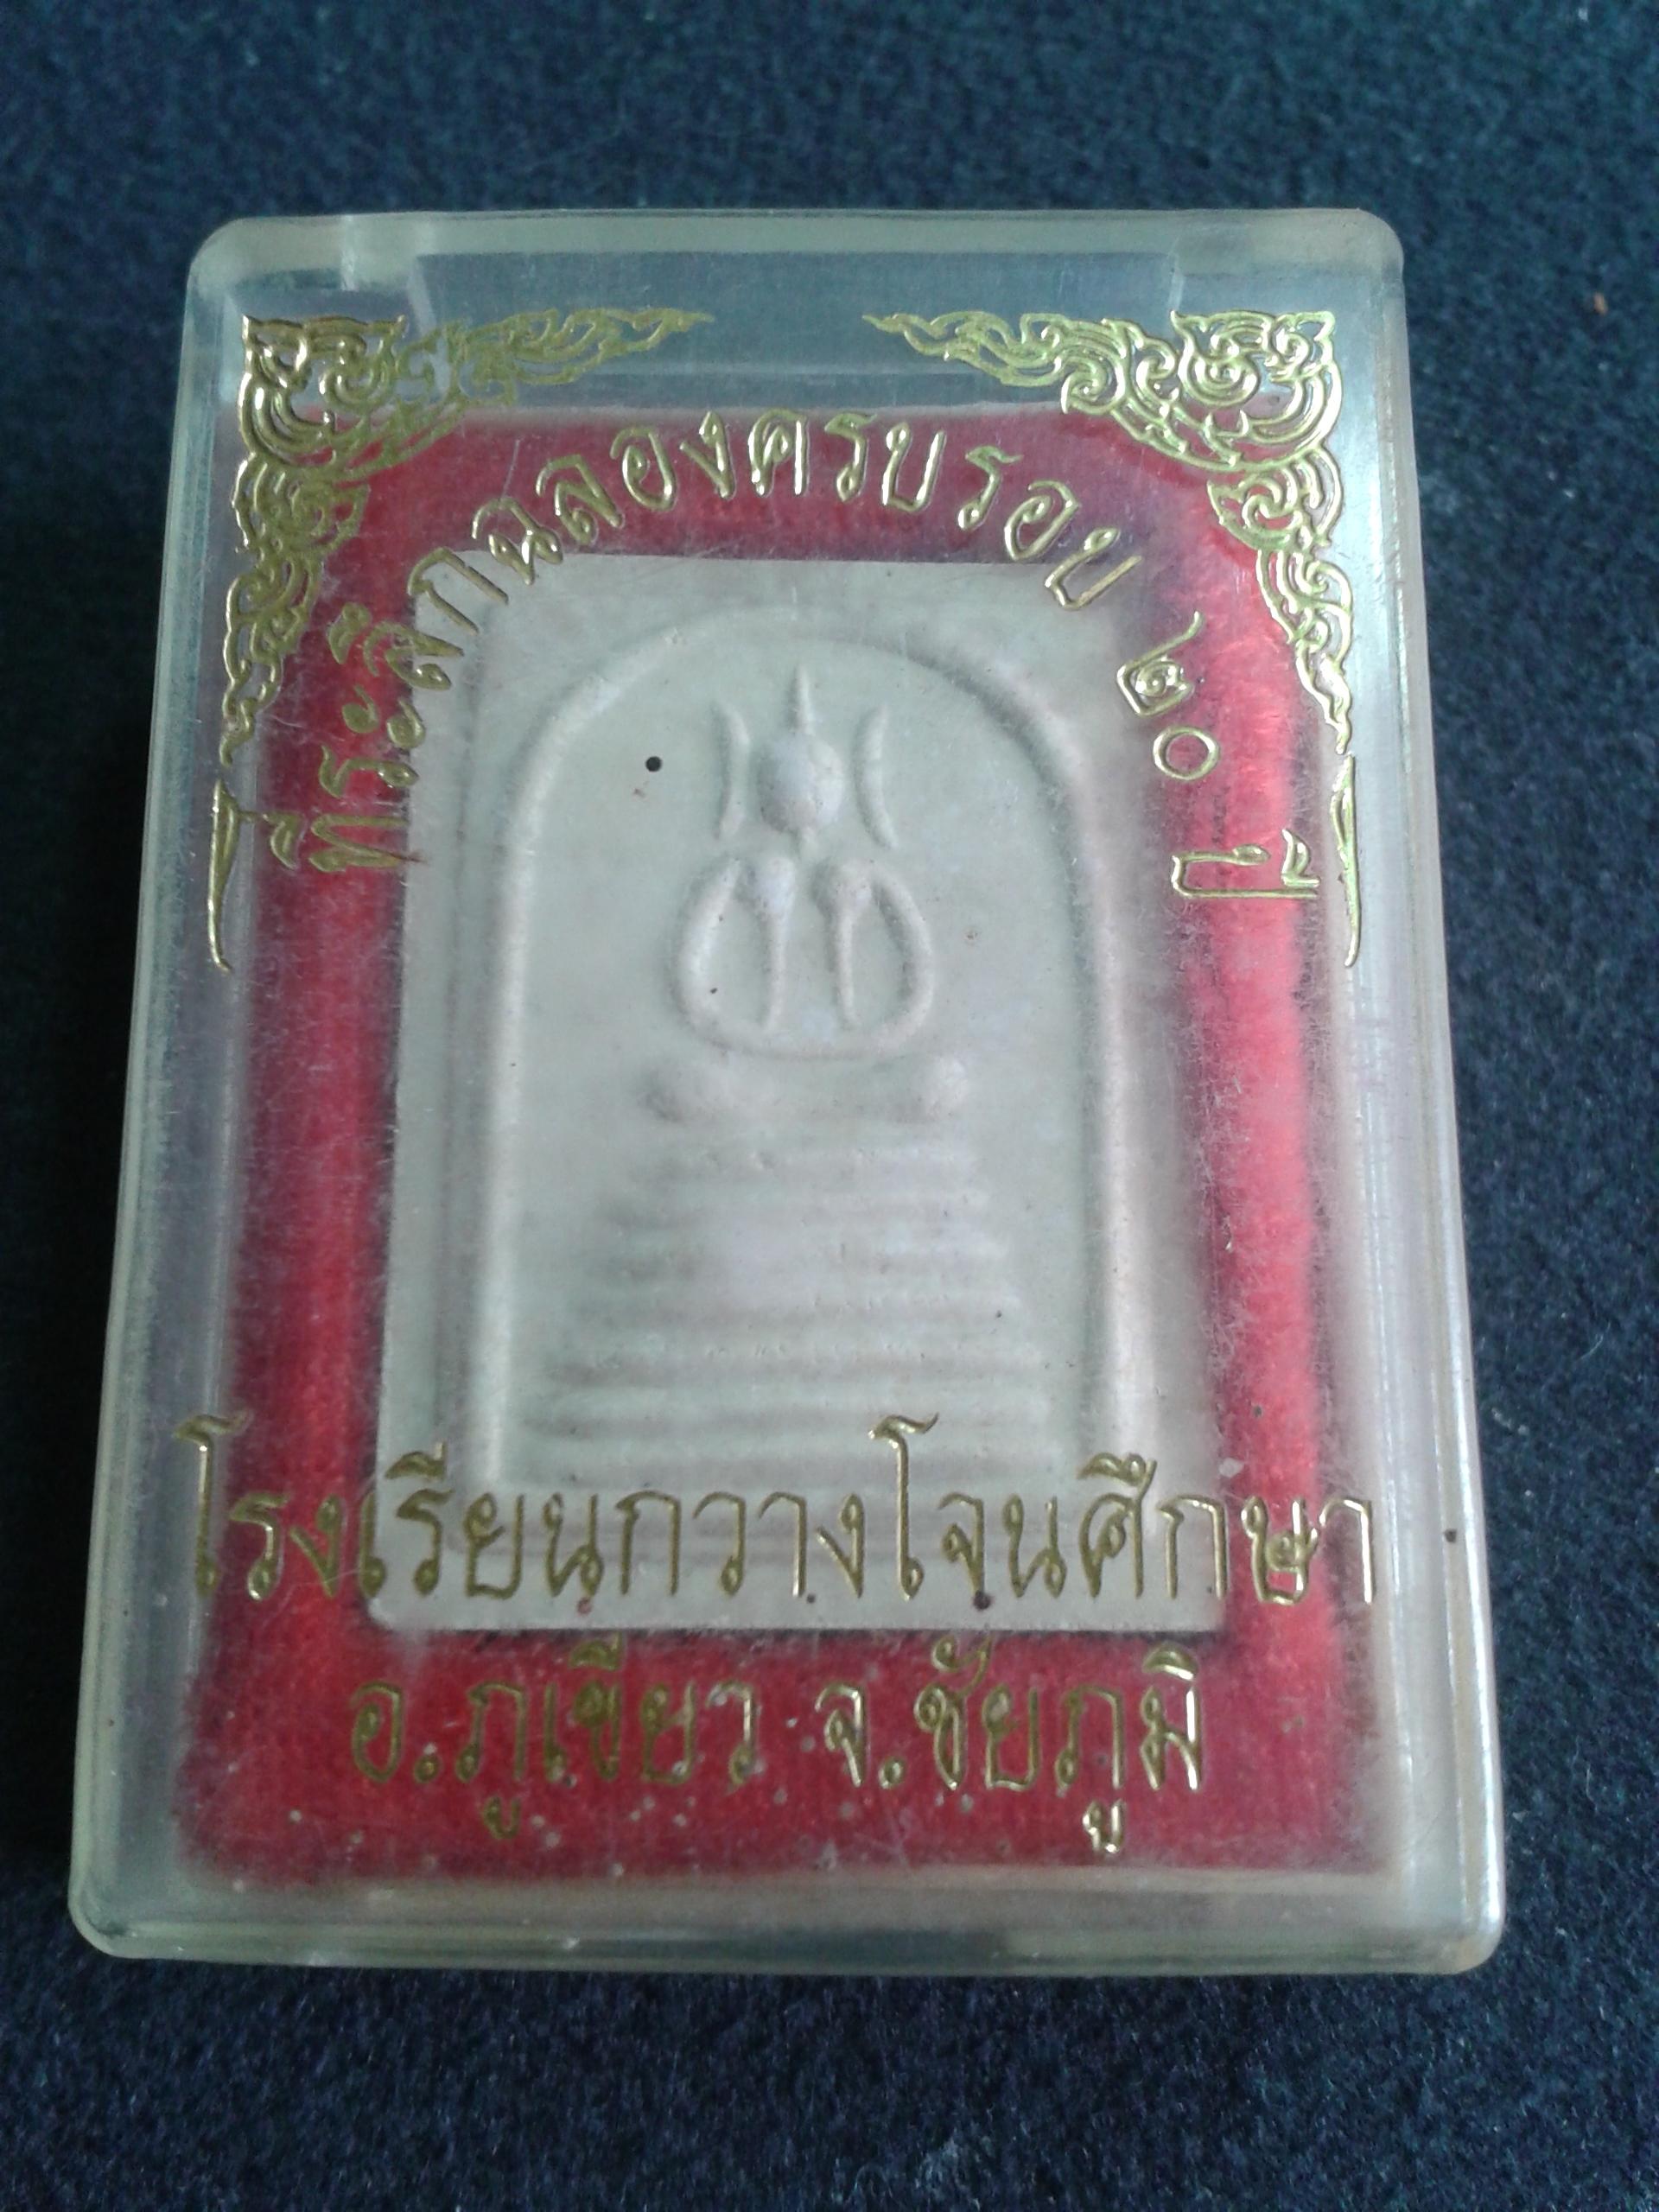 ที่ระลึกฉลองครบรอบ ๒๐ ปี
โรงเรียนกวางโจนศึกษา
อ.ภูเขียว จ.ชัยภูมิ